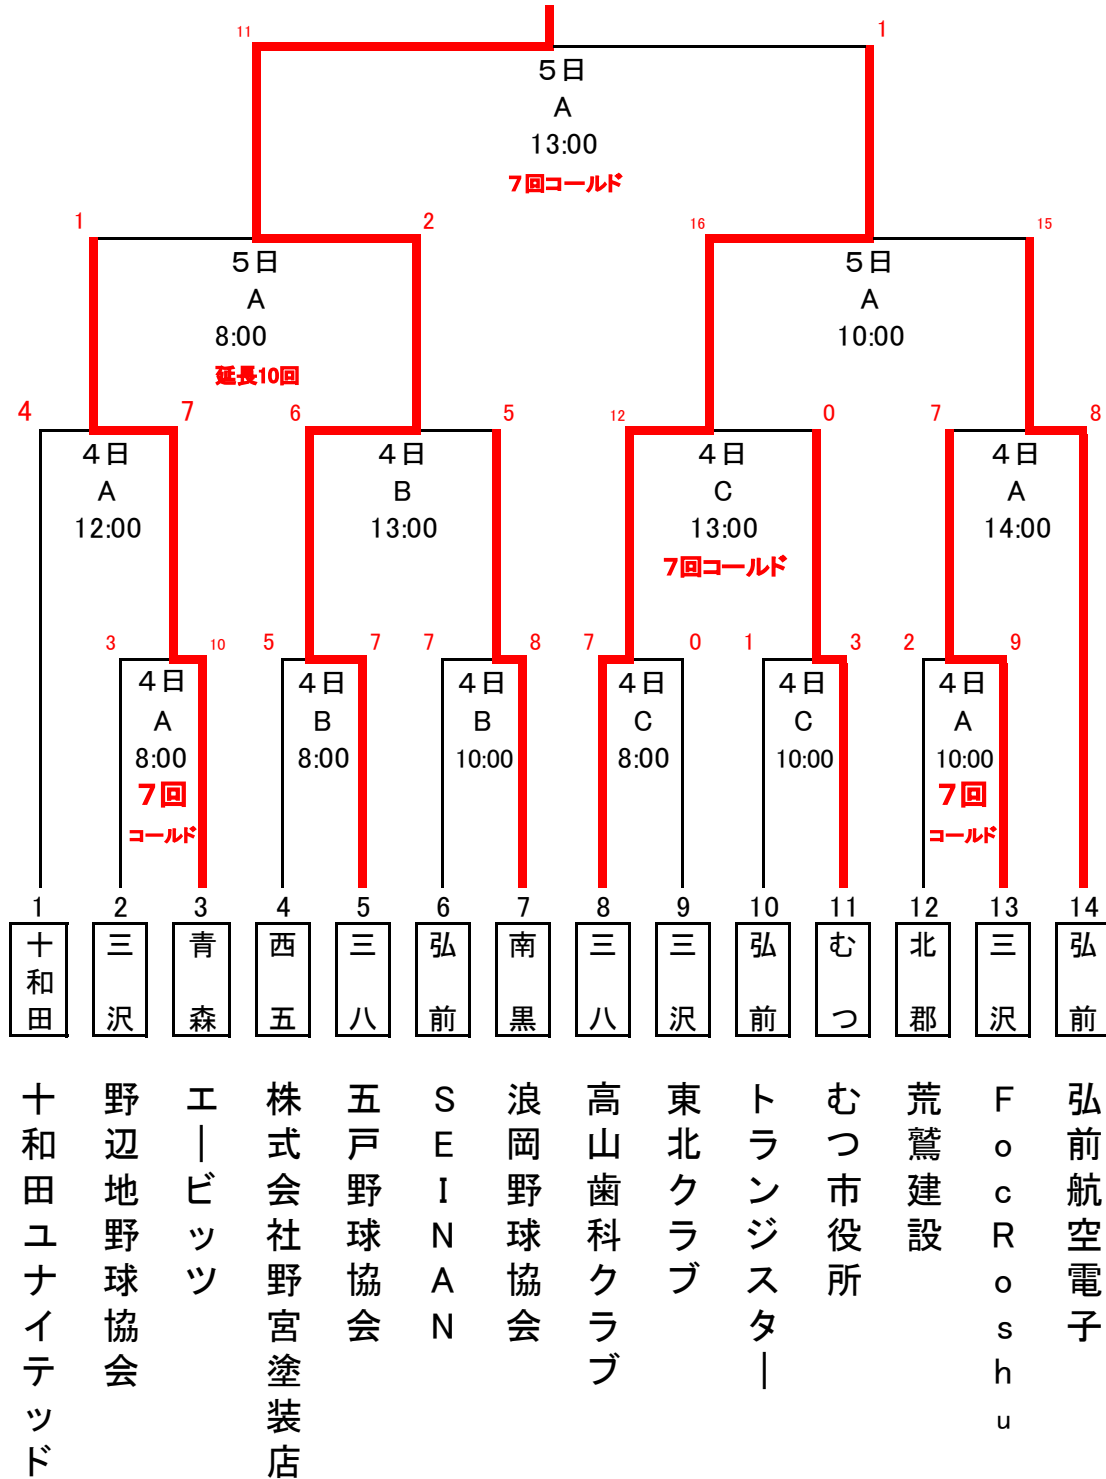 11 1
５日
A
13:00
７回コールド
1 2 16 15
５日 ５日
A A
8:00 10:00
延長10回
4 7 6 5 12 0 7 8
４日 ４日 ４日 ４日
A B C A
12:00 13:00 13:00 14:00
７回コールド
3 10 5 7 7 8 7 0 1 3 2 9
４日 ４日 ４日 ４日 ４日 ４日
A B B C C A
8:00 8:00 10:00 8:00 10:00 10:00
７回 ７回
コールド コールド
1 2 3 4 5 6 7 8 9 10 11 12 13 14
十和田
三沢
青森
西五
三八
弘前
南黒
三八
三沢
弘前
むつ
北郡
三沢
弘前
十和田ユナイテッド
野辺地野球協会
エービッツ
株式会社野宮塗装店
五戸野球協会
SEINAN
浪岡野球協会
高山歯科クラブ
東北クラブ
トランジスター
むつ市役所
荒鷲建設
FocRoshu
弘前航空電子